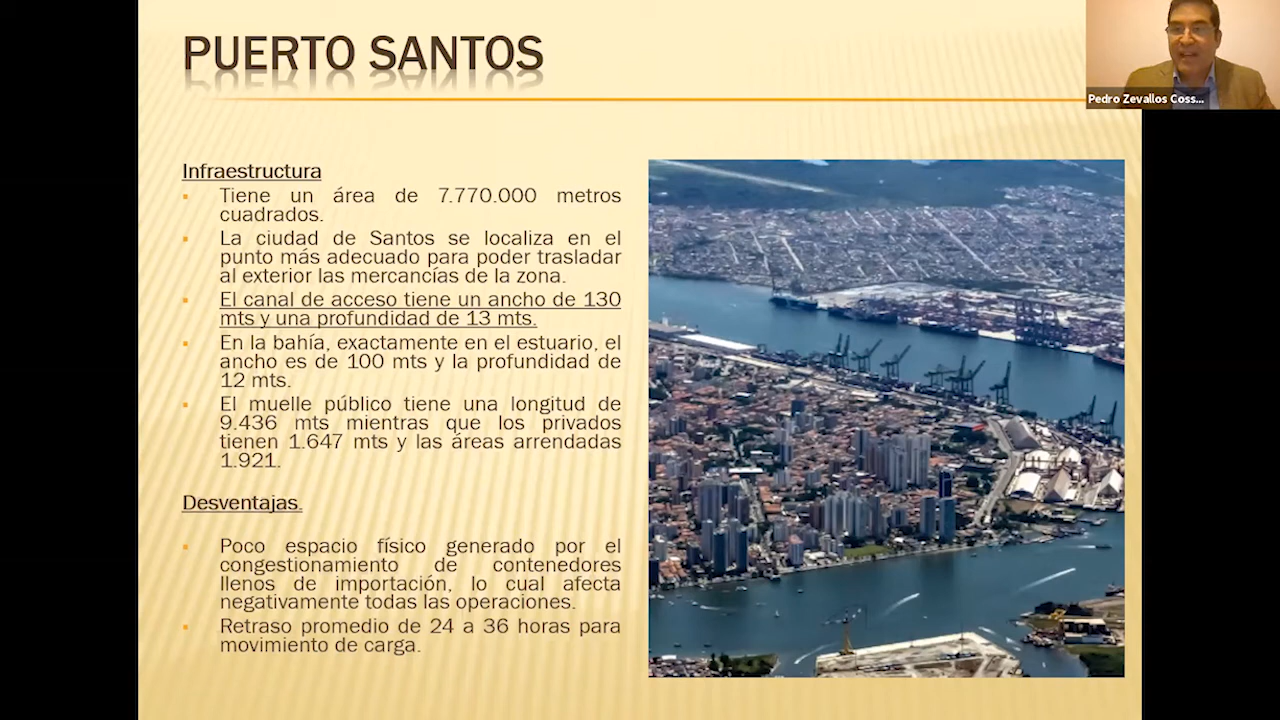 PUERTO SANTOS
Pedro Zevallos Coss...
Infraestructura
▪ Tiene un área de 7.770.000 metros
cuadrados.
▪ La ciudad de Santos se localiza en el
punto más adecuado para poder trasladar
al exterior las mercancías de la zona.
▪ El canal de acceso tiene un ancho de 130
mts y una profundidad de 13 mts.
▪ En la bahía, exactamente en el estuario, el
ancho es de 100 mts y la profundidad de
12 mts.
▪ El muelle público tiene una longitud de
9.436 mts mientras que los privados
tienen 1.647 mts y las áreas arrendadas
1.921.
Desventajas.
▪ Poco espacio físico generado por el
congestionamiento de contenedores
llenos de importación, lo cual afecta
negativamente todas las operaciones.
▪ Retraso promedio de 24 a 36 horas para
movimiento de carga.